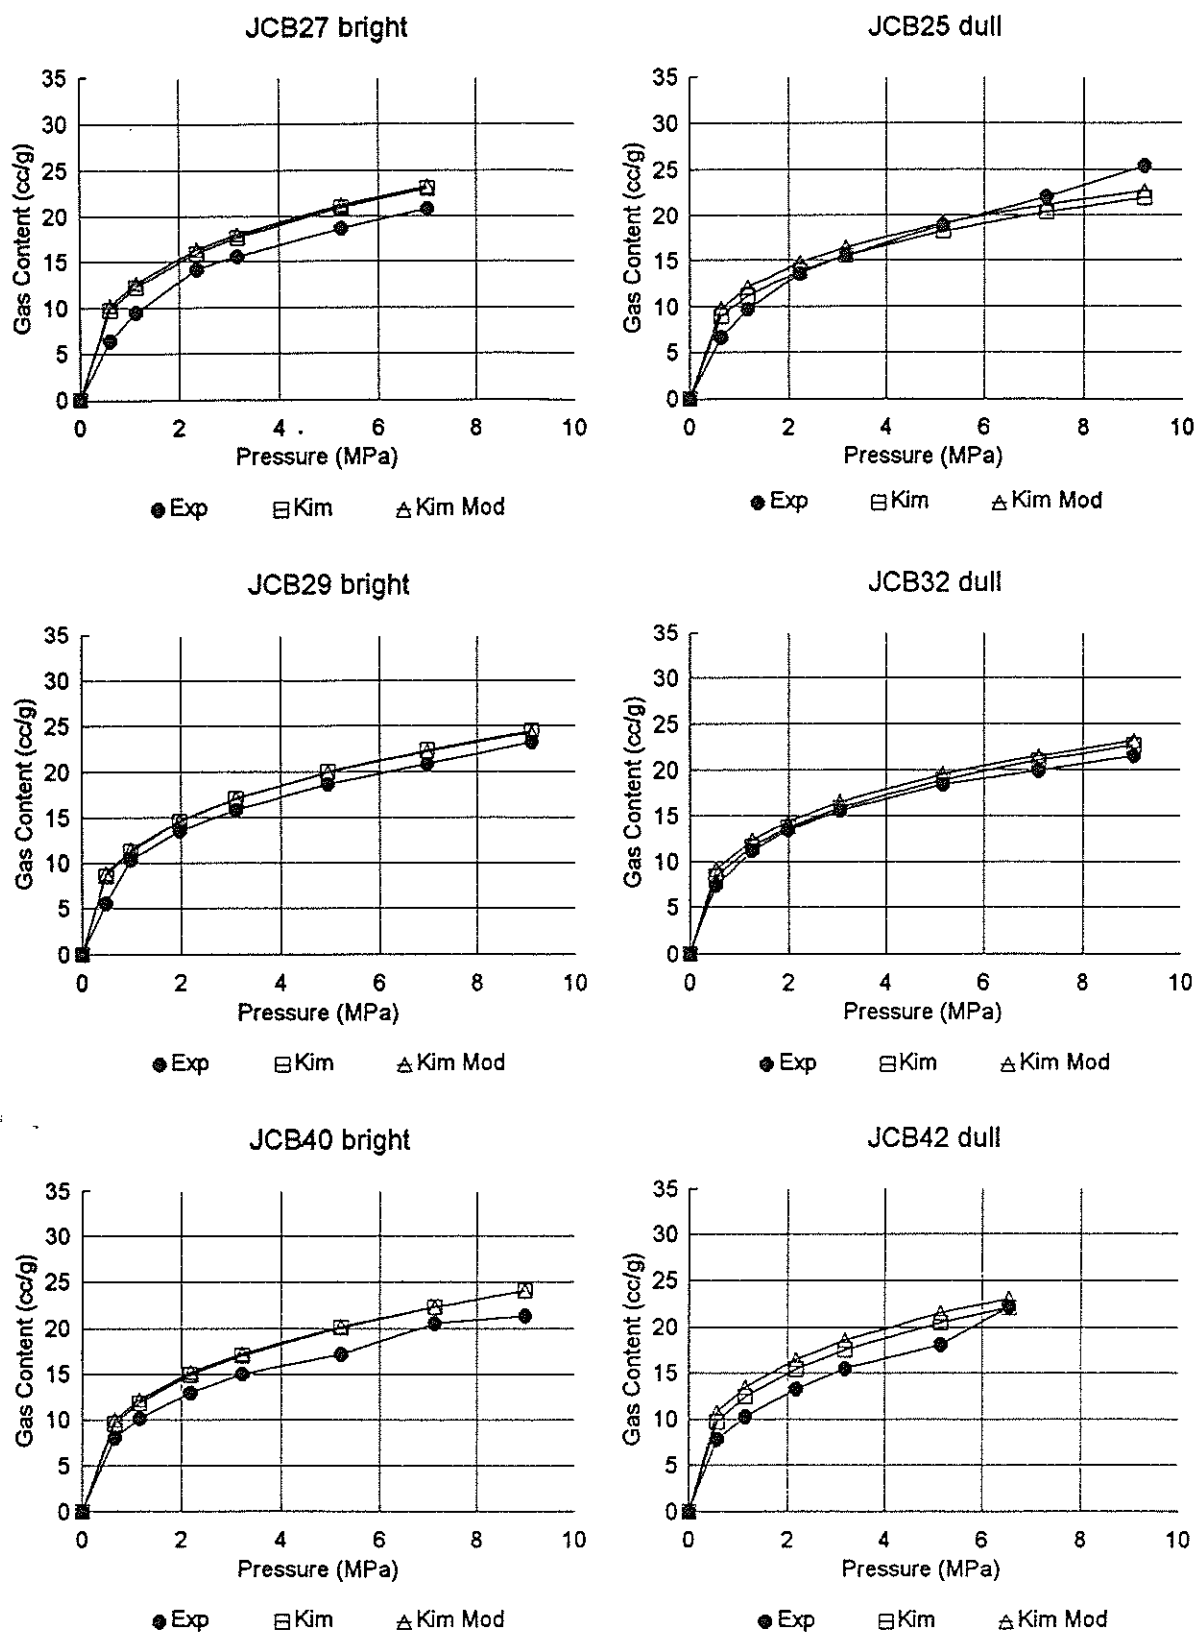 JCB27 bright
35
30
25
20
15
10
5
0
Gas Content (cc/g)
0 2 4 6 8 10
Pressure (MPa)
Exp Kim Kim Mod
JCB25 dull
35
30
25
20
15
10
5
0
Gas Content (cc/g)
0 2 4 6 8 10
Pressure (MPa)
Exp Kim Kim Mod
JCB29 bright
35
30
25
20
15
10
5
0
Gas Content (cc/g)
0 2 4 6 8 10
Pressure (MPa)
Exp Kim Kim Mod
JCB32 dull
35
30
25
20
15
10
5
0
Gas Content (cc/g)
0 2 4 6 8 10
Pressure (MPa)
Exp Kim Kim Mod
JCB40 bright
35
30
25
20
15
10
5
0
Gas Content (cc/g)
0 2 4 6 8 10
Pressure (MPa)
Exp Kim Kim Mod
JCB42 dull
35
30
25
20
15
10
5
0
Gas Content (cc/g)
0 2 4 6 8 10
Pressure (MPa)
Exp Kim Kim Mod